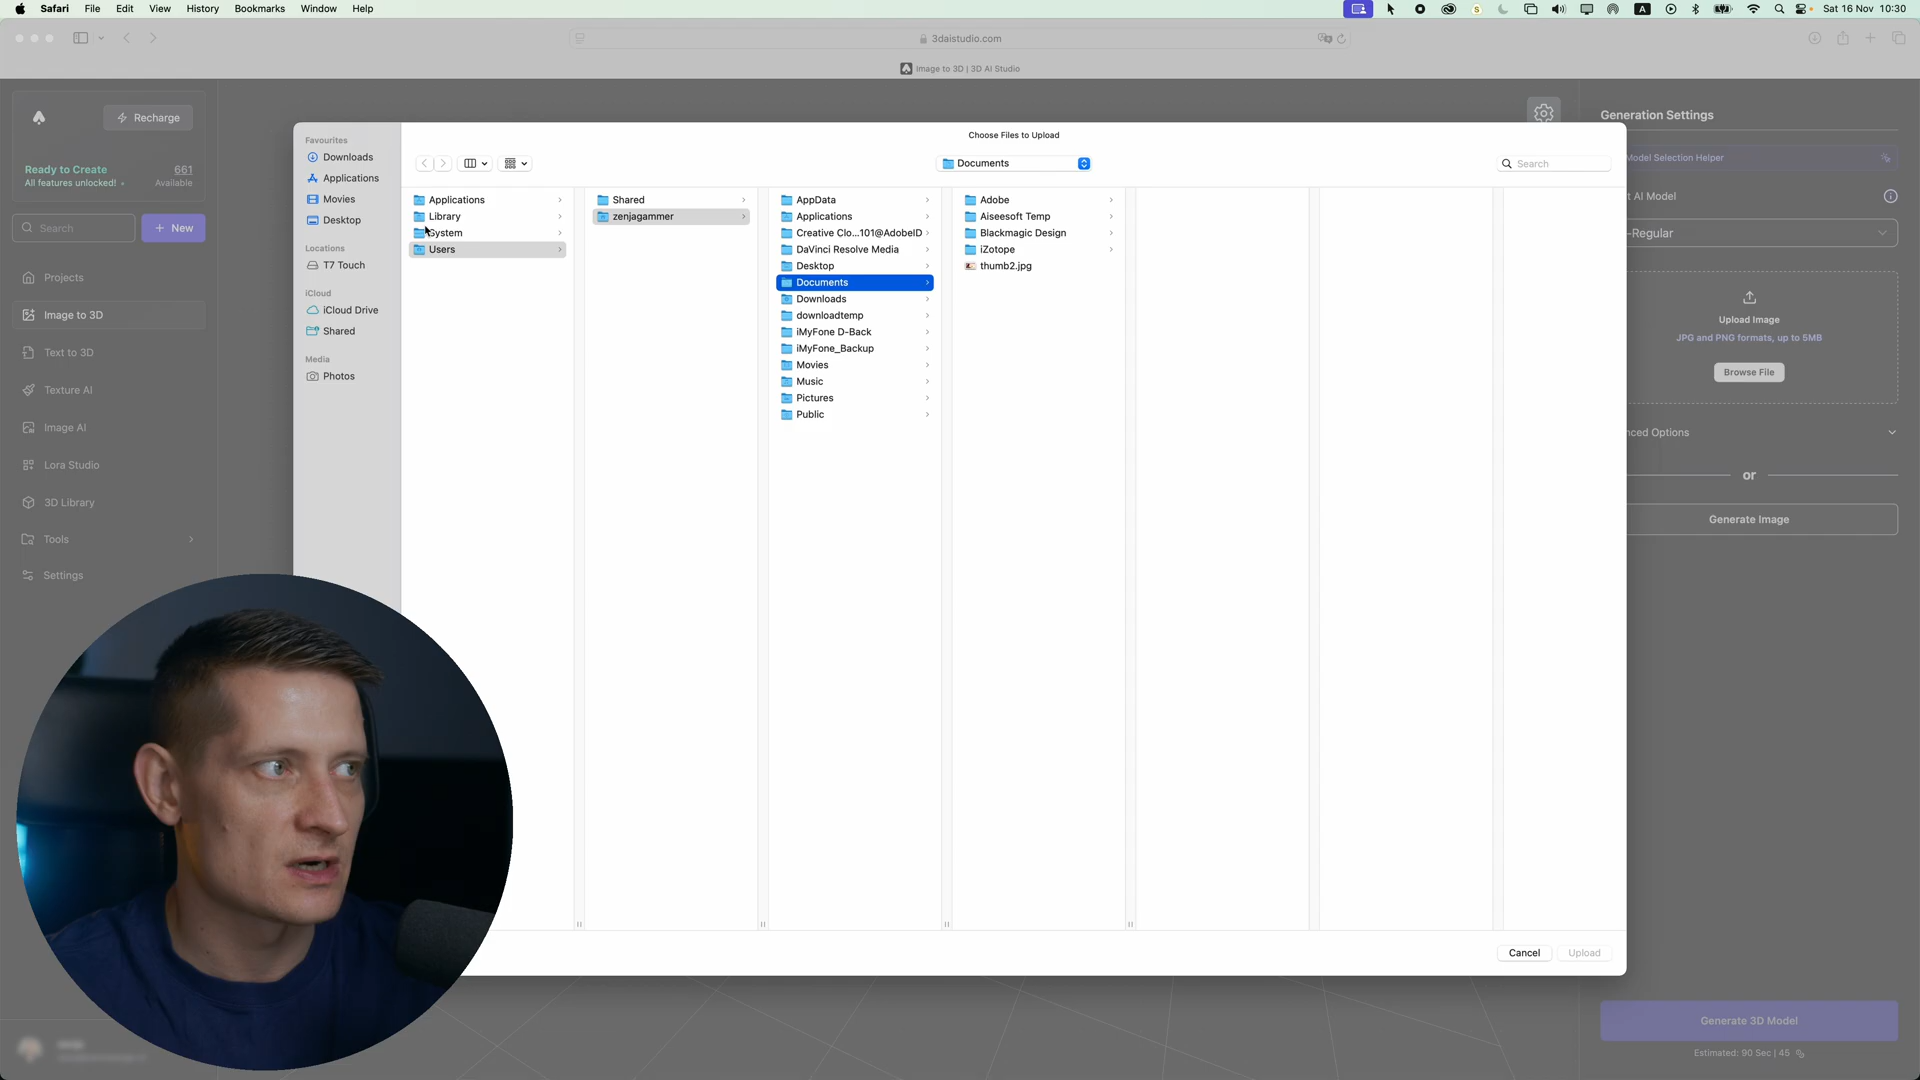 Safari File Edit View History Bookmarks Window Help
Sat 16 Nov 10:30
3daistudio.com
Image to 3D | 3D AI Studio
Recharge
Ready to Create 661
All features unlocked! Available
Search
+ New
Projects
Image to 3D
Text to 3D
Texture AI
Image AI
Lora Studio
3D Library
Tools
Settings
Choose Files to Upload
Documents
Search
Favourites
Downloads
Applications
Movies
Desktop
Locations
T7 Touch
iCloud
iCloud Drive
Shared
Media
Photos
Applications
Library
System
Users
Shared
zenjagammer
AppData
Applications
Creative Clo...101@AdobeID
DaVinci Resolve Media
Desktop
Documents
Downloads
downloadtemp
iMyFone D-Back
iMyFone_Backup
Movies
Music
Pictures
Public
Adobe
Aiseesoft Temp
Blackmagic Design
iZotope
thumb2.jpg
Cancel
Upload
Generation Settings
Model Selection Helper
t AI Model
-Regular
Upload Image
JPG and PNG formats, up to 5MB
Browse File
nced Options
or
Generate Image
Generate 3D Model
Estimated: 90 Sec | 45